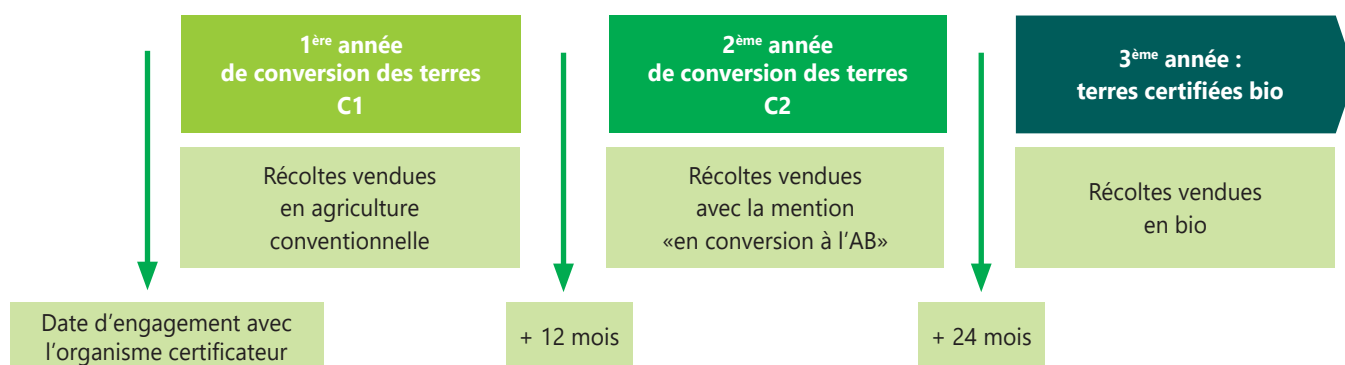 1ère année
de conversion des terres
C1
2ème année
de conversion des terres
C2
3ème année :
terres certifiées bio
Récoltes vendues
en agriculture
conventionnelle
Récoltes vendues
avec la mention
«en conversion à l’AB»
Récoltes vendues
en bio
Date d’engagement avec
l’organisme certificateur
+ 12 mois
+ 24 mois